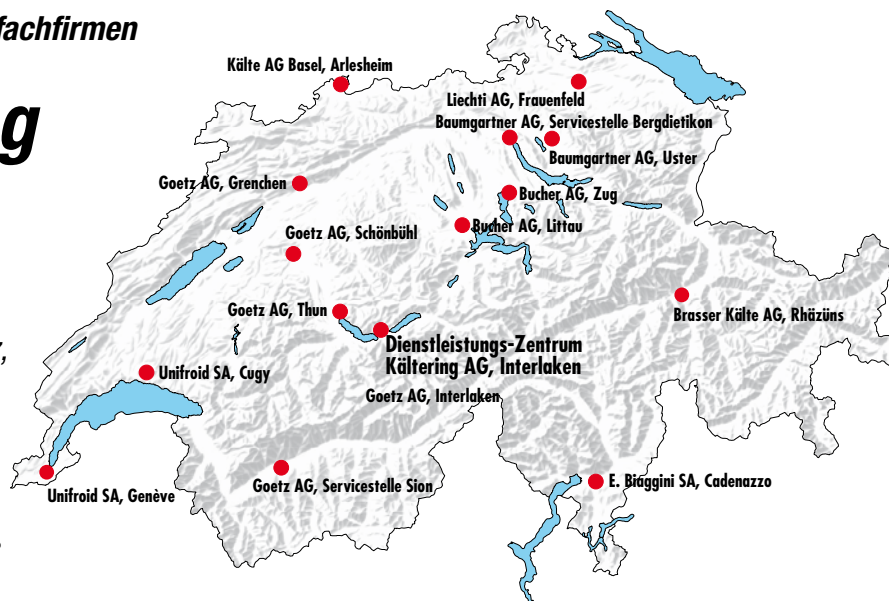 fachfirmen
g
Kälte AG Basel, Arlesheim
Liechti AG, Frauenfeld
Baumgartner AG, Servicestelle Bergdietikon
Baumgartner AG, Uster
Goetz AG, Grenchen
Bucher AG, Zug
Bucher AG, Littau
Goetz AG, Schönbühl
Goetz AG, Thun
Brasser Kälte AG, Rhäzüns
Dienstleistungs-Zentrum
Kältering AG, Interlaken
Goetz AG, Interlaken
Unifroid SA, Cugy
Goetz AG, Servicestelle Sion
E. Biaggini SA, Cadenazzo
Unifroid SA, Genève